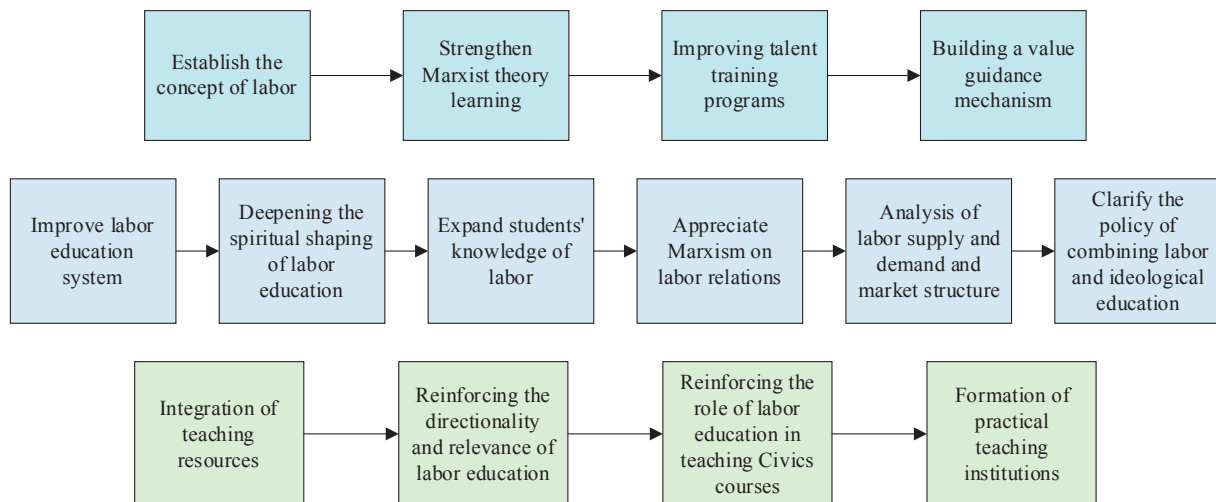 Establish the
concept of labor
Strengthen
Marxist theory
learning
Improving talent
training
programs
Building a value
guidance
mechanism
Improve labor
education
system
Deepening the
spiritual shaping
of labor
education
Expand students'
knowledge of
labor
Appreciate
Marxism on
labor relations
Analysis of
labor supply and
demand and
market structure
Clarify the
policy of
combining labor
and ideological
education
Integration of
teaching
resources
Reinforcing the
directionality
and relevance of
labor education
Reinforcing the
role of labor
education in
teaching Civics
courses
Formation of
practical
teaching
institutions